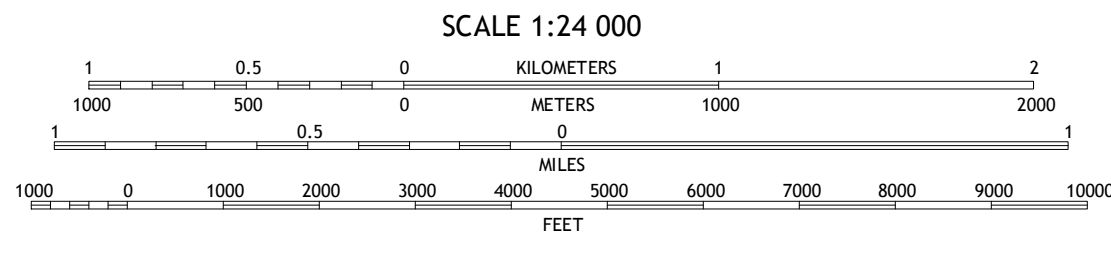 SCALE 1:24 000
1 0.5 0 KILOMETERS 1 2
1000 500 0 METERS 1000 2000
1 0.5 0 1
MILES
1000 0 1000 2000 3000 4000 5000 6000 7000 8000 9000 10000
FEET